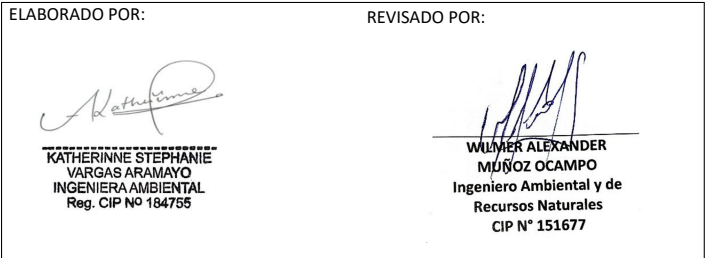 ELABORADO POR:
REVISADO POR:
Katherinne
KATHERINNE STEPHANIE
VARGAS ARAMAYO
INGENIERA AMBIENTAL
Reg. CIP Nº 184755
WILMER ALEXANDER
MUÑOZ OCAMPO
Ingeniero Ambiental y de
Recursos Naturales
CIP N° 151677